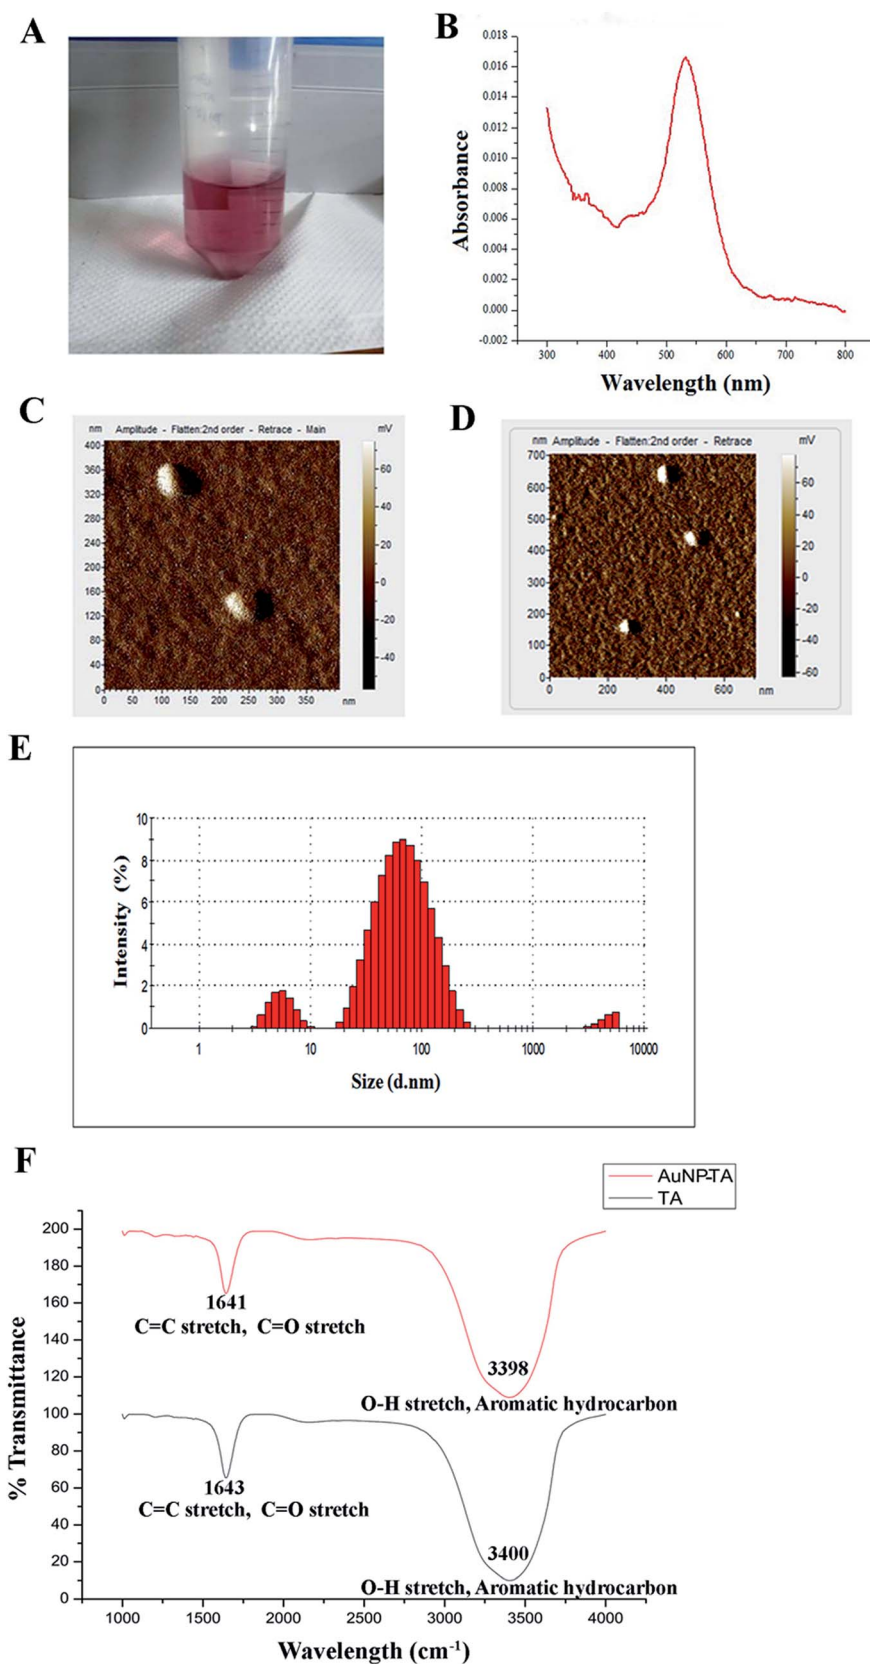 A
B
0.018
0.016
0.014
0.012
0.010
0.008
0.006
0.004
0.002
0.000
-0.002
Absorbance
300 400 500 600 700 800
Wavelength (nm)
C
nm Amplitude - Flatten:2nd order - Retrace - Main mV
400
360
320
280
240
200
160
120
80
40
0
0 50 100 150 200 250 300 350 nm
60
40
20
0
-20
-40
D
nm Amplitude - Flatten:2nd order - Retrace mV
700
600
500
400
300
200
100
0
0 200 400 600
nm
60
40
20
0
-20
-40
-60
E
10
8
6
4
2
0
Intensity (%)
1 10 100 1000 10000
Size (d.nm)
F
AuNP-TA
TA
200
180
160
140
120
100
80
60
40
20
0
% Transmittance
1641
C=C stretch, C=O stretch
3398
O-H stretch, Aromatic hydrocarbon
1643
C=C stretch, C=O stretch
3400
O-H stretch, Aromatic hydrocarbon
1000 1500 2000 2500 3000 3500 4000
Wavelength (cm⁻¹)